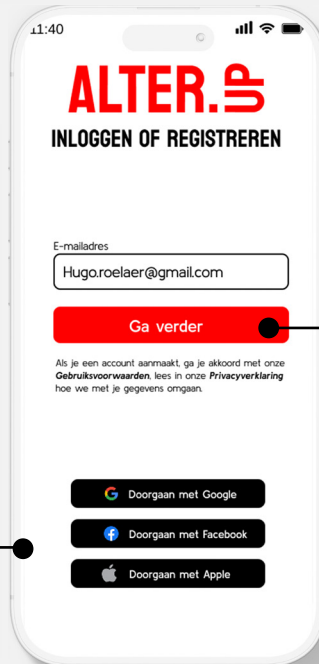 11:40
ALTER.UP
INLOGGEN OF REGISTREREN
E-mailadres
Hugo.roelaer@gmail.com
Ga verder
Als je een account aanmaakt, ga je akkoord met onze
Gebruiksvoorwaarden, lees in onze Privacyverklaring
hoe we met je gegevens omgaan.
Doorgaan met Google
Doorgaan met Facebook
Doorgaan met Apple